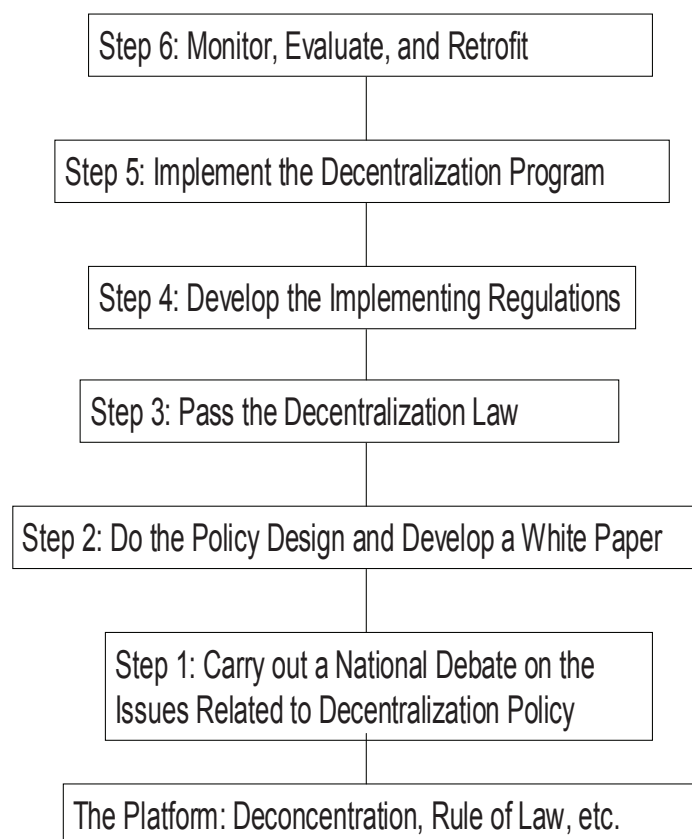 Step 6: Monitor, Evaluate, and Retrofit
Step 5: Implement the Decentralization Program
Step 4: Develop the Implementing Regulations
Step 3: Pass the Decentralization Law
Step 2: Do the Policy Design and Develop a White Paper
Step 1: Carry out a National Debate on the
Issues Related to Decentralization Policy
The Platform: Deconcentration, Rule of Law, etc.